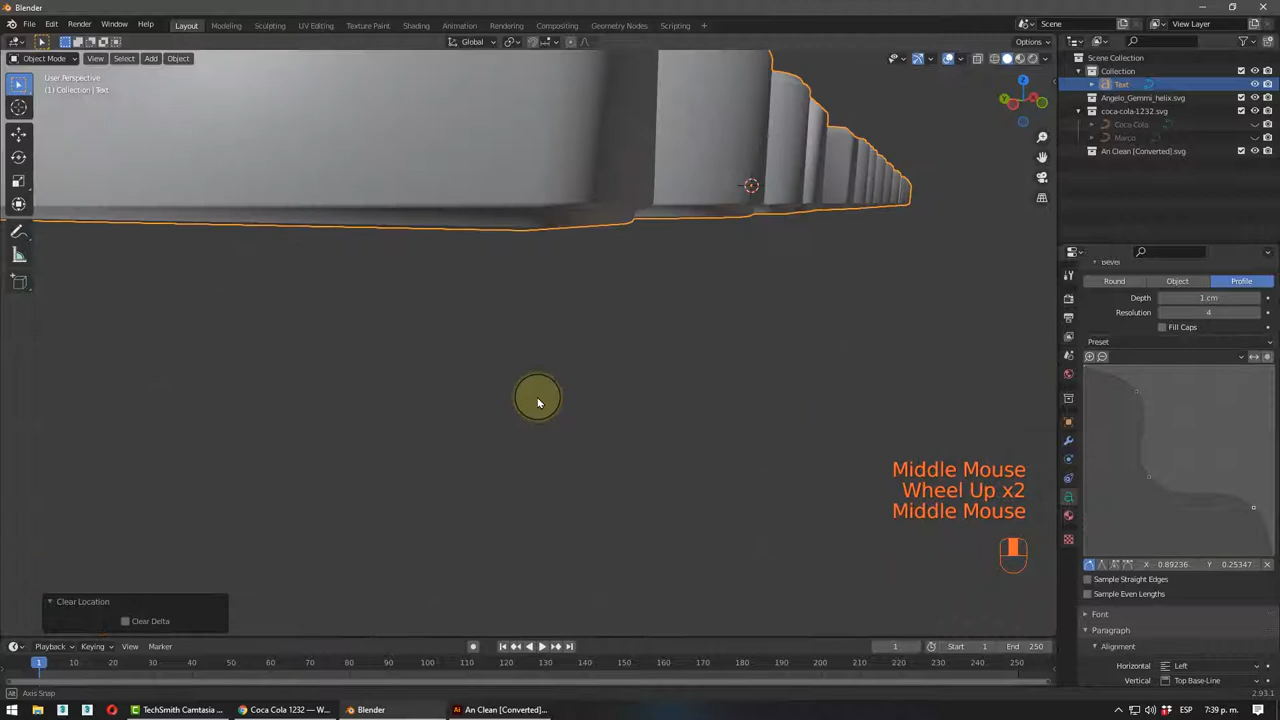 Blender
File Edit Render Window Help
Layout Modeling Sculpting UV Editing Texture Paint Shading Animation Rendering Compositing Geometry Nodes Scripting +
Scene
View Layer
Global
Options
Object Mode View Select Add Object
User Perspective
(1) Collection | Text
Scene Collection
Collection
Text
Angelo_Gemmi_helix.svg
coca-cola-1232.svg
Coca Cola
Março
An Clean [Converted].svg
Bevel
Round Object Profile
Depth 1 cm
Resolution 4
Fill Caps
Preset
X 0.89236 Y 0.25347
Sample Straight Edges
Sample Even Lengths
Font
Paragraph
Alignment
Horizontal Left
Vertical Top Base-Line
Middle Mouse
Wheel Up x2
Middle Mouse
Clear Location
Clear Delta
Playback Keying View Marker
1 Start 1 End 250
1 10 20 30 40 50 60 70 80 90 100 110 120 130 140 150 160 170 180 190 200 210 220 230 240 250
Axis Snap
2.93.1
TechSmith Camtasia
Coca Cola 1232 — W...
Blender
An Clean [Converted]...
ESP 7:39 p. m.